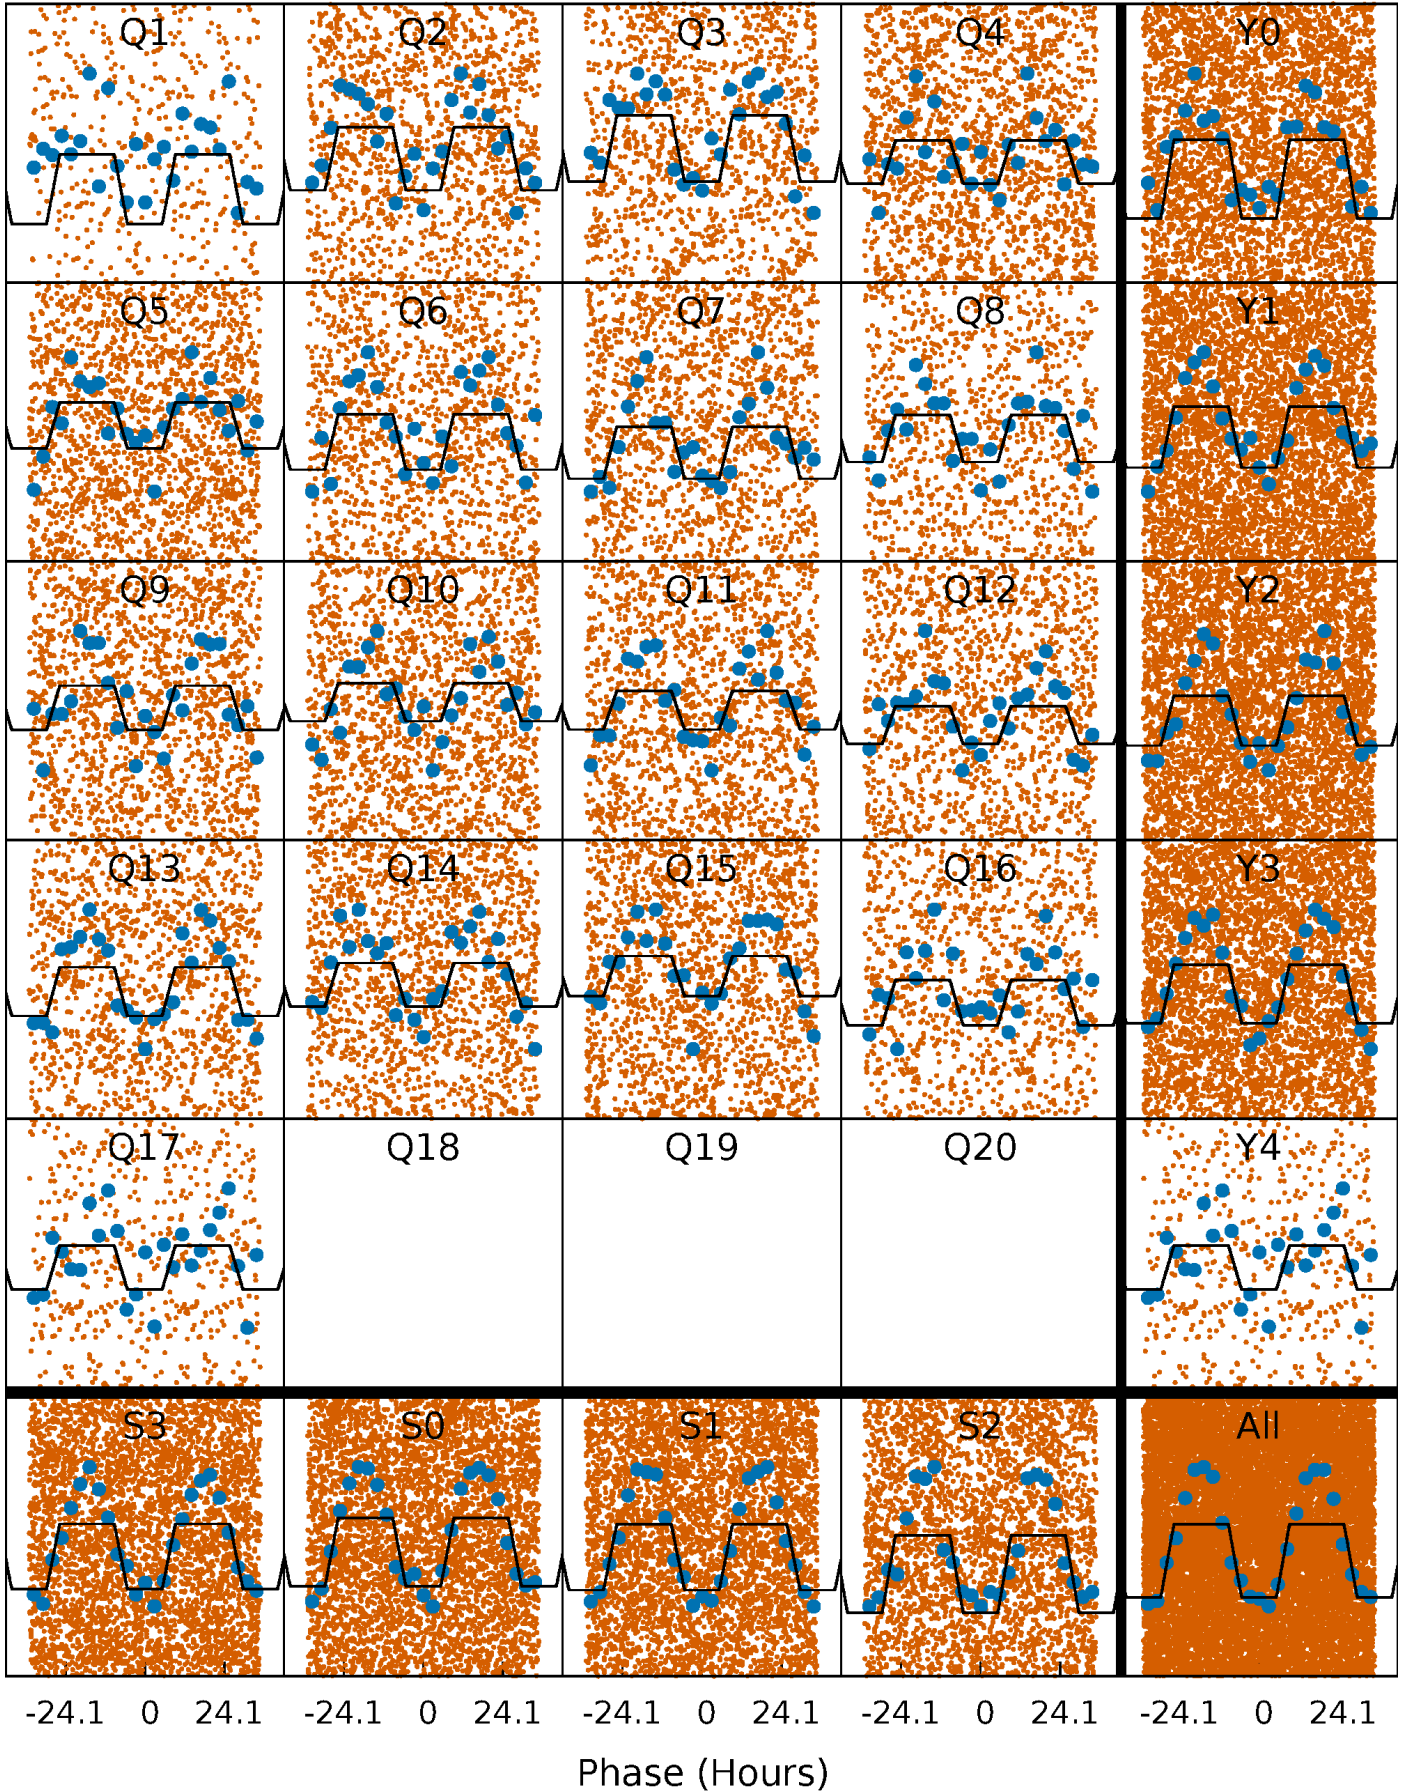 Q1 Q2 Q3 Q4 Y0
Q5 Q6 Q7 Q8 Y1
Q9 Q10 Q11 Q12 Y2
Q13 Q14 Q15 Q16 Y3
Q17 Q18 Q19 Q20 Y4
S3 S0 S1 S2 All
-24.1 0 24.1 -24.1 0 24.1 -24.1 0 24.1 -24.1 0 24.1 -24.1 0 24.1
Phase (Hours)